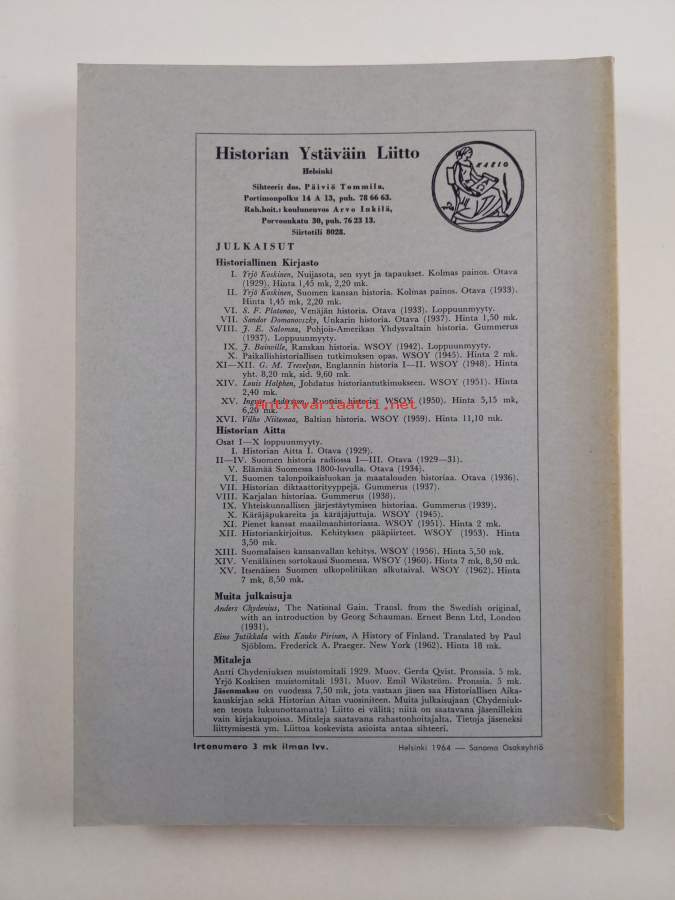 Historian Ystäväin Liitto
KLEIO
Helsinki
Sihteeri: dos. Päiviö Tommila,
Portimonpolku 14 A 13, puh. 78 66 63.
Rah.hoit.: kouluneuvos Arvo Inkilä,
Porvoonkatu 30, puh. 76 23 13.
Siirtotili 8028.
JULKAISUT
Historiallinen Kirjasto
I. Yrjö Koskinen, Nuijasota, sen syyt ja tapaukset. Kolmas painos. Otava
(1929). Hinta 1,45 mk, 2,20 mk.
II. Yrjö Koskinen, Suomen kansan historia. Kolmas painos. Otava (1933).
Hinta 1,45 mk, 2,20 mk.
VI. S. F. Platonov, Venäjän historia. Otava (1933). Loppuunmyyty.
VII. Sandor Domanovszky, Unkarin historia. Otava (1937). Hinta 1,50 mk.
VIII. J. E. Salomaa, Pohjois-Amerikan Yhdysvaltain historia. Gummerus
(1937). Loppuunmyyty.
IX. J. Bainville, Ranskan historia. WSOY (1942). Loppuunmyyty.
X. Paikallishistoriallisen tutkimuksen opas. WSOY (1945). Hinta 2 mk.
XI—XII. G. M. Trevelyan, Englannin historia I—II. WSOY (1948). Hinta
yht. 8,20 mk, sid. 9,60 mk.
XIV. Louis Halphen, Johdatus historiantutkimukseen. WSOY (1951). Hinta
2,40 mk.
XV. Ingvar Andersson, Ruotsin historia. WSOY (1950). Hinta 5,15 mk,
6,20 mk.
Antikvariaatti.net
XVI. Vilho Niitemaa, Baltian historia. WSOY (1959). Hinta 11,10 mk.
Historian Aitta
Osat I—X loppuunmyyty.
I. Historian Aitta I. Otava (1929).
II—IV. Suomen historia radiossa I—III. Otava (1929—31).
V. Elämää Suomessa 1800-luvulla. Otava (1934).
VI. Suomen talonpoikaisluokan ja maatalouden historiaa. Otava (1936).
VII. Historian diktaattorityyppejä. Gummerus (1937).
VIII. Karjalan historiaa. Gummerus (1938).
IX. Yhteiskunnallisen järjestäytymisen historiaa. Gummerus (1939).
X. Käräjäpukareita ja käräjäjuttuja. WSOY (1945).
XI. Pienet kansat maailmanhistoriassa. WSOY (1951). Hinta 2 mk.
XII. Historiankirjoitus. Kehityksen pääpiirteet. WSOY (1953). Hinta
3,50 mk.
XIII. Suomalaisen kansanvallan kehitys. WSOY (1956). Hinta 5,50 mk.
XIV. Venäläinen sortokausi Suomessa. WSOY (1960). Hinta 7 mk, 8,50 mk.
XV. Itsenäisen Suomen ulkopolitiikan alkutaival. WSOY (1962). Hinta
7 mk, 8,50 mk.
Muita julkaisuja
Anders Chydenius, The National Gain. Transl. from the Swedish original,
with an introduction by Georg Schauman. Ernest Benn Ltd, London
(1931).
Eino Jutikkala with Kauko Pirinen, A History of Finland. Translated by Paul
Sjöblom. Frederick A. Praeger. New York (1962). Hinta 18 mk.
Mitaleja
Antti Chydeniuksen muistomitali 1929. Muov. Gerda Qvist. Pronssia. 5 mk.
Yrjö Koskisen muistomitali 1931. Muov. Emil Wikström. Pronssia. 5 mk.
Jäsenmaksu on vuodessa 7,50 mk, jota vastaan jäsen saa Historiallisen Aika-
kauskirjan sekä Historian Aitan vuosiniteen. Muita julkaisujaan (Chydeniuk-
sen teosta lukuunottamatta) Liitto ei välitä; niitä on saatavana jäsenillekin
vain kirjakaupoissa. Mitaleja saatavana rahastonhoitajalta. Tietoja jäseneksi
liittymisestä ym. Liittoa koskevista asioista antaa sihteeri.
Irtonumero 3 mk ilman lvv.
Helsinki 1964 — Sanoma Osakeyhtiö